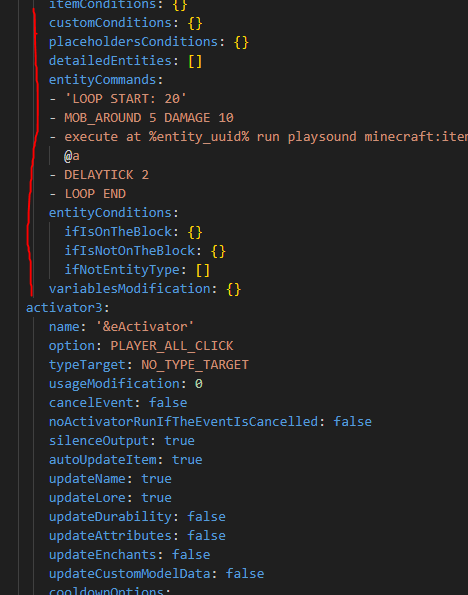 itemConditions: {}
customConditions: {}
placeholdersConditions: {}
detailedEntities: []
entityCommands:
- 'LOOP START: 20'
- MOB_AROUND 5 DAMAGE 10
- execute at %entity_uuid% run playsound minecraft:item
@a
- DELAYTICK 2
- LOOP END
entityConditions:
ifIsOnTheBlock: {}
ifIsNotOnTheBlock: {}
ifNotEntityType: []
variablesModification: {}
activator3:
name: '&eActivator'
option: PLAYER_ALL_CLICK
typeTarget: NO_TYPE_TARGET
usageModification: 0
cancelEvent: false
noActivatorRunIfTheEventIsCancelled: false
silenceOutput: true
autoUpdateItem: true
updateName: true
updateLore: true
updateDurability: false
updateAttributes: false
updateEnchants: false
updateCustomModelData: false
cooldownOptions: